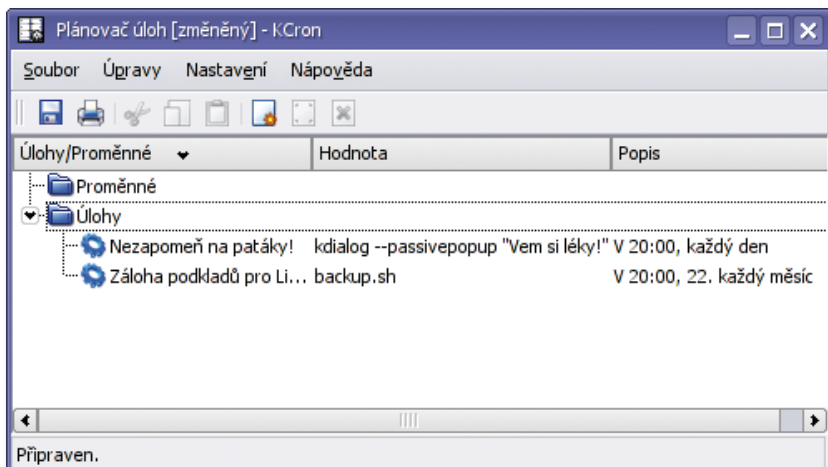 Plánovač úloh [změněný] - KCron
Soubor Úpravy Nastavení Nápověda
Úlohy/Proměnné Hodnota Popis
Proměnné
Úlohy
Nezapomeň na patáky! kdialog --passivepopup "Vem si léky!" V 20:00, každý den
Záloha podkladů pro Li... backup.sh V 20:00, 22. každý měsíc
Připraven.